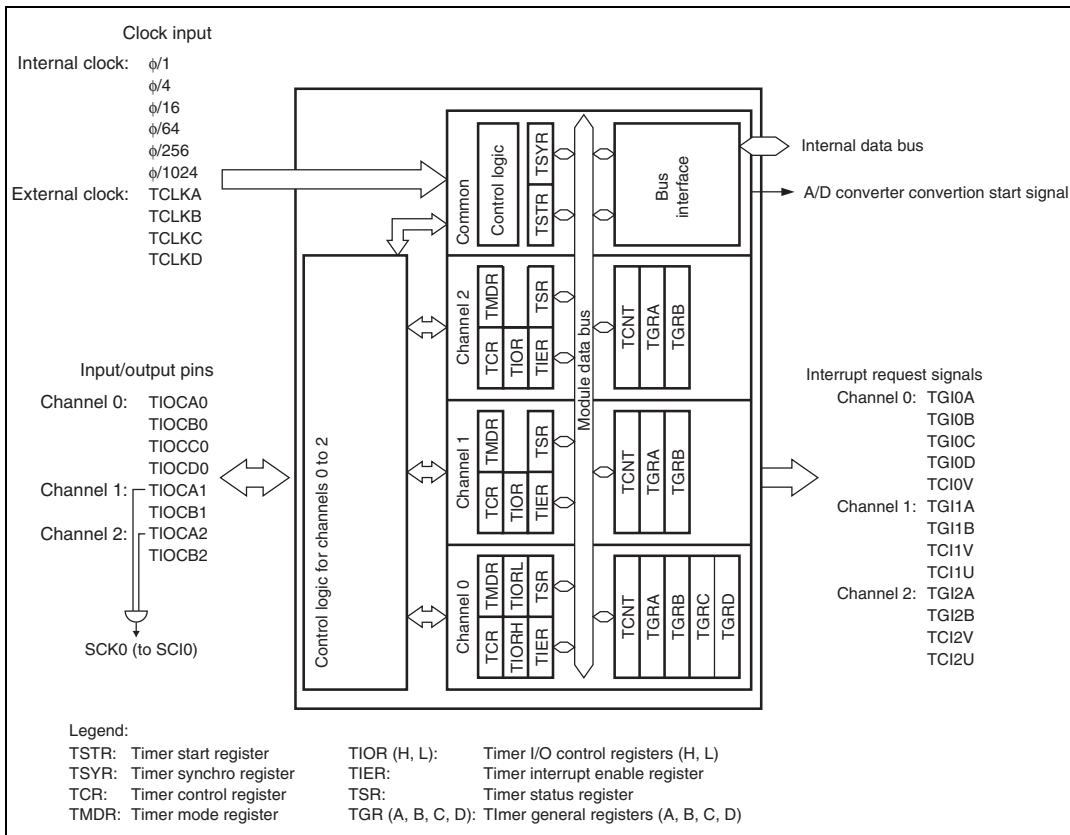 Clock input
Internal clock: ϕ/1
ϕ/4
ϕ/16
ϕ/64
ϕ/256
ϕ/1024
External clock: TCLKA
TCLKB
TCLKC
TCLKD
Input/output pins
Channel 0: TIOCA0
TIOCB0
TIOCC0
TIOCD0
Channel 1: TIOCA1
TIOCB1
Channel 2: TIOCA2
TIOCB2
SCK0 (to SCI0)
Control logic for channels 0 to 2
Common
Control logic
TSTR
TSYR
Bus
interface
Module data bus
Channel 2
TCR
TMDR
TIOR
TIER
TSR
TCNT
TGRA
TGRB
Channel 1
TCR
TMDR
TIOR
TIER
TSR
TCNT
TGRA
TGRB
Channel 0
TCR
TMDR
TIORH
TIORL
TIER
TSR
TCNT
TGRA
TGRB
TGRC
TGRD
Internal data bus
A/D converter convertion start signal
Interrupt request signals
Channel 0: TGI0A
TGI0B
TGI0C
TGI0D
TCI0V
Channel 1: TGI1A
TGI1B
TCI1V
TCI1U
Channel 2: TGI2A
TGI2B
TCI2V
TCI2U
Legend:
TSTR: Timer start register
TSYR: Timer synchro register
TCR: Timer control register
TMDR: Timer mode register
TIOR (H, L): Timer I/O control registers (H, L)
TIER: Timer interrupt enable register
TSR: Timer status register
TGR (A, B, C, D): TImer general registers (A, B, C, D)